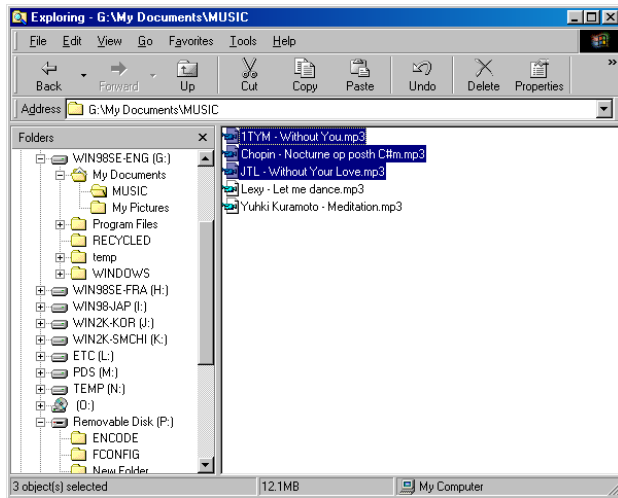 Exploring - G:\My Documents\MUSIC
File Edit View Go Favorites Tools Help
Back Forward Up Cut Copy Paste Undo Delete Properties »
Address G:\My Documents\MUSIC
Folders
WIN98SE-ENG (G:)
My Documents
MUSIC
My Pictures
Program Files
RECYCLED
temp
WINDOWS
WIN98SE-FRA (H:)
WIN98-JAP (I:)
WIN2K-KOR (J:)
WIN2K-SMCHI (K:)
ETC (L:)
PDS (M:)
TEMP (N:)
(O:)
Removable Disk (P:)
ENCODE
FCONFIG
New Folder
1TYM - Without You.mp3
Chopin - Nocturne op posth C#m.mp3
JTL - Without Your Love.mp3
Lexy - Let me dance.mp3
Yuhki Kuramoto - Meditation.mp3
3 object(s) selected 12.1MB My Computer